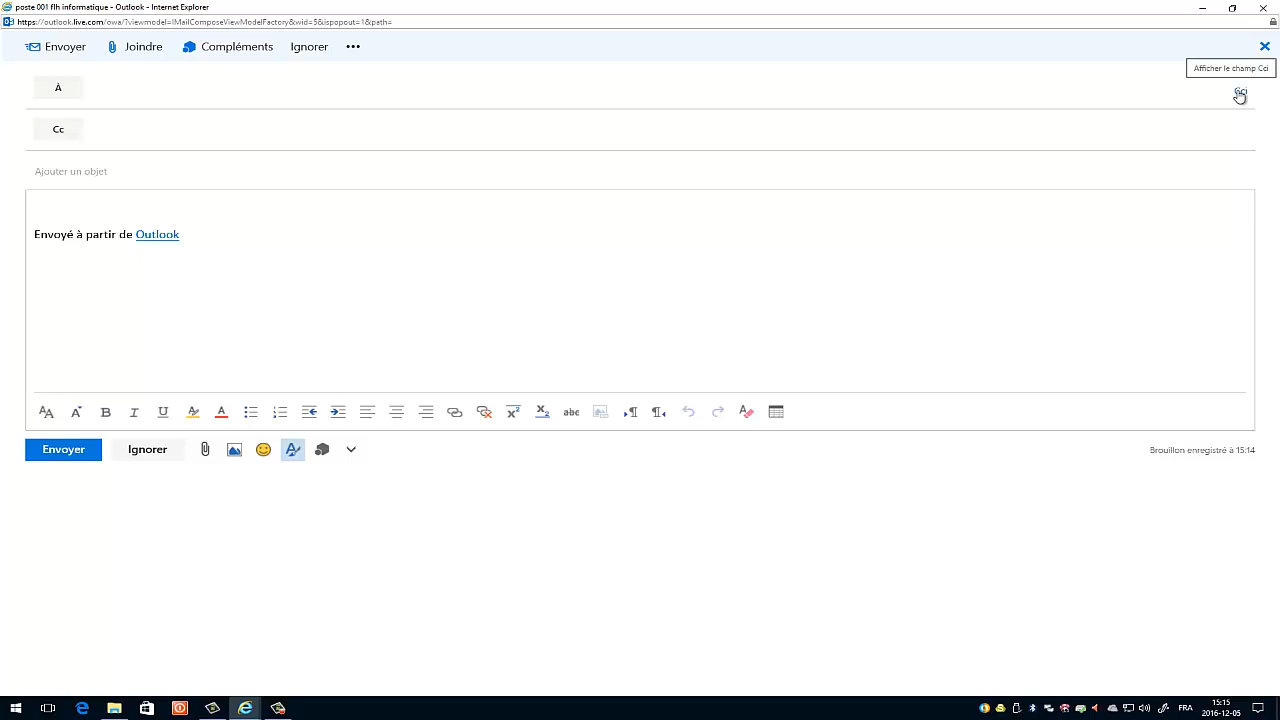 poste 001 flh informatique - Outlook - Internet Explorer
https://outlook.live.com/owa/?viewmodel=IMailComposeViewModelFactory&wid=5&ispopout=1&path=
Envoyer Joindre Compléments Ignorer •••
Afficher le champ Cci
À Cci
Cc
Ajouter un objet
Envoyé à partir de Outlook
Envoyer Ignorer
Brouillon enregistré à 15:14
FRA
15:15
2016-12-05